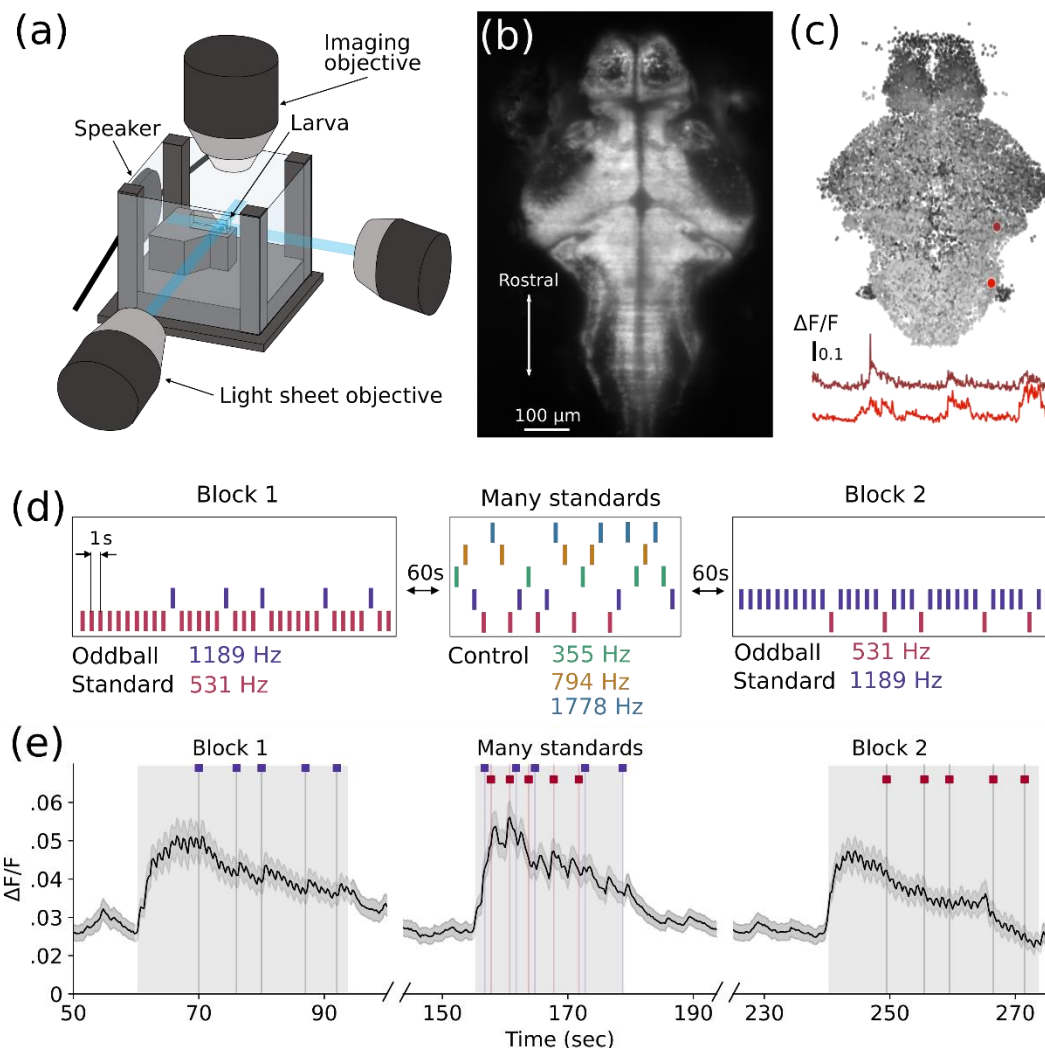 (a)
Imaging
objective
Speaker
Larva
Light sheet objective
(b)
Rostral
100 µm
(c)
ΔF/F
0.1
(d)
Block 1
Many standards
Block 2
1s
60s
60s
Oddball 1189 Hz
Standard 531 Hz
Control 355 Hz
794 Hz
1778 Hz
Oddball 531 Hz
Standard 1189 Hz
(e)
Block 1
Many standards
Block 2
ΔF/F
.06
.05
.04
.03
.02
0
50 70 90 150 170 190 230 250 270
Time (sec)